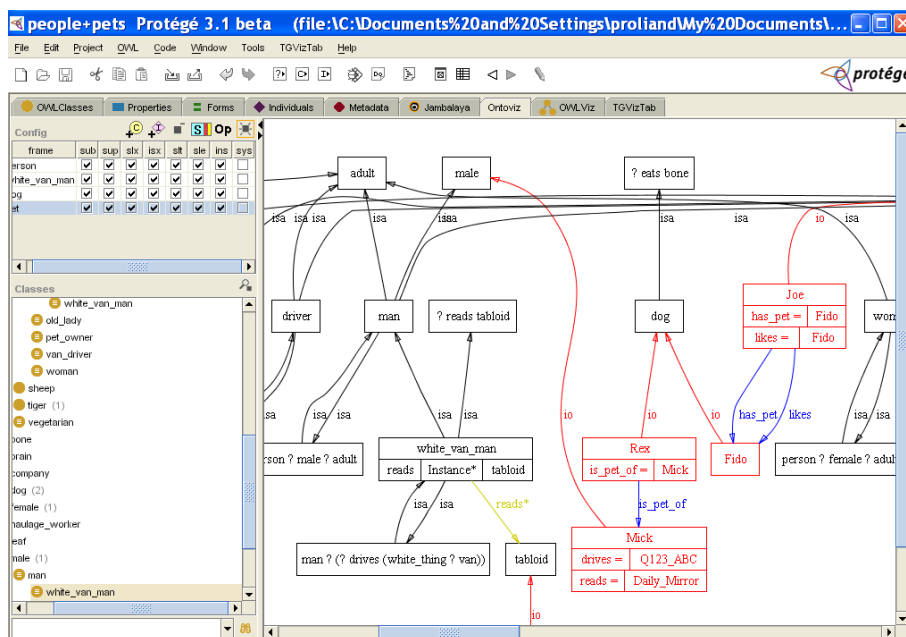 people+pets Protégé 3.1 beta (file:\C:\Documents%20and%20Settings\proliand\My%20Documents\...
File Edit Project OWL Code Window Tools TGVizTab Help
protégé
OWLClasses Properties Forms Individuals Metadata Jambalaya Ontoviz OWLViz TGVizTab
Config
C I S Op
frame sub sup slx isx slt sle ins sys
erson
hite_van_man
og
et
Classes
white_van_man
old_lady
pet_owner
van_driver
woman
sheep
tiger (1)
vegetarian
bone
brain
company
dog (2)
female (1)
haulage_worker
eaf
male (1)
man
white_van_man
adult male ? eats bone
isa isa isa isa isa isa isa io isa isa
driver man ? reads tabloid dog Joe wom
has_pet = Fido
likes = Fido
isa isa isa isa isa io io has_pet likes isa isa
rson ? male ? adult white_van_man Rex Fido person ? female ? adul
reads Instance* tabloid is_pet_of = Mick
isa isa reads* is_pet_of
man ? (? drives (white_thing ? van)) tabloid Mick
drives = Q123_ABC
reads = Daily_Mirror
io